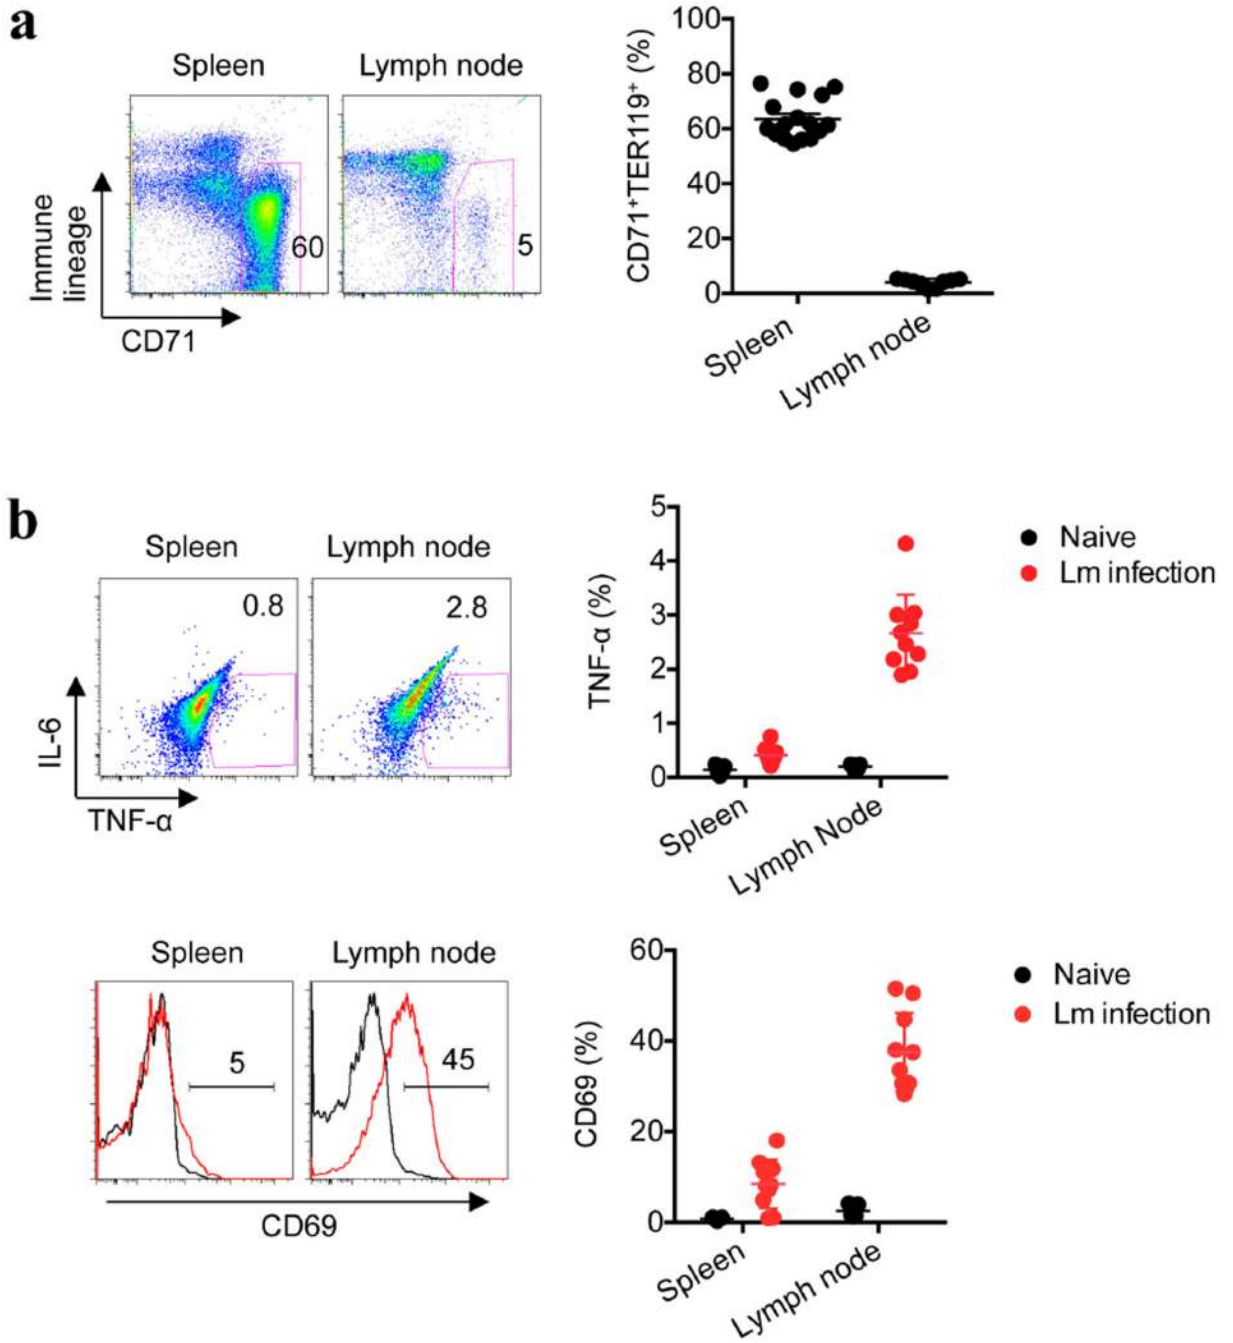 a
Spleen
Lymph node
Immune
lineage
60
5
CD71
CD71⁺TER119⁺ (%)
100
80
60
40
20
0
Spleen
Lymph node
b
Spleen
Lymph node
0.8
2.8
IL-6
TNF-α
TNF-α (%)
5
4
3
2
1
0
Spleen
Lymph Node
Naive
Lm infection
Spleen
Lymph node
5
45
CD69
CD69 (%)
60
40
20
0
Spleen
Lymph node
Naive
Lm infection